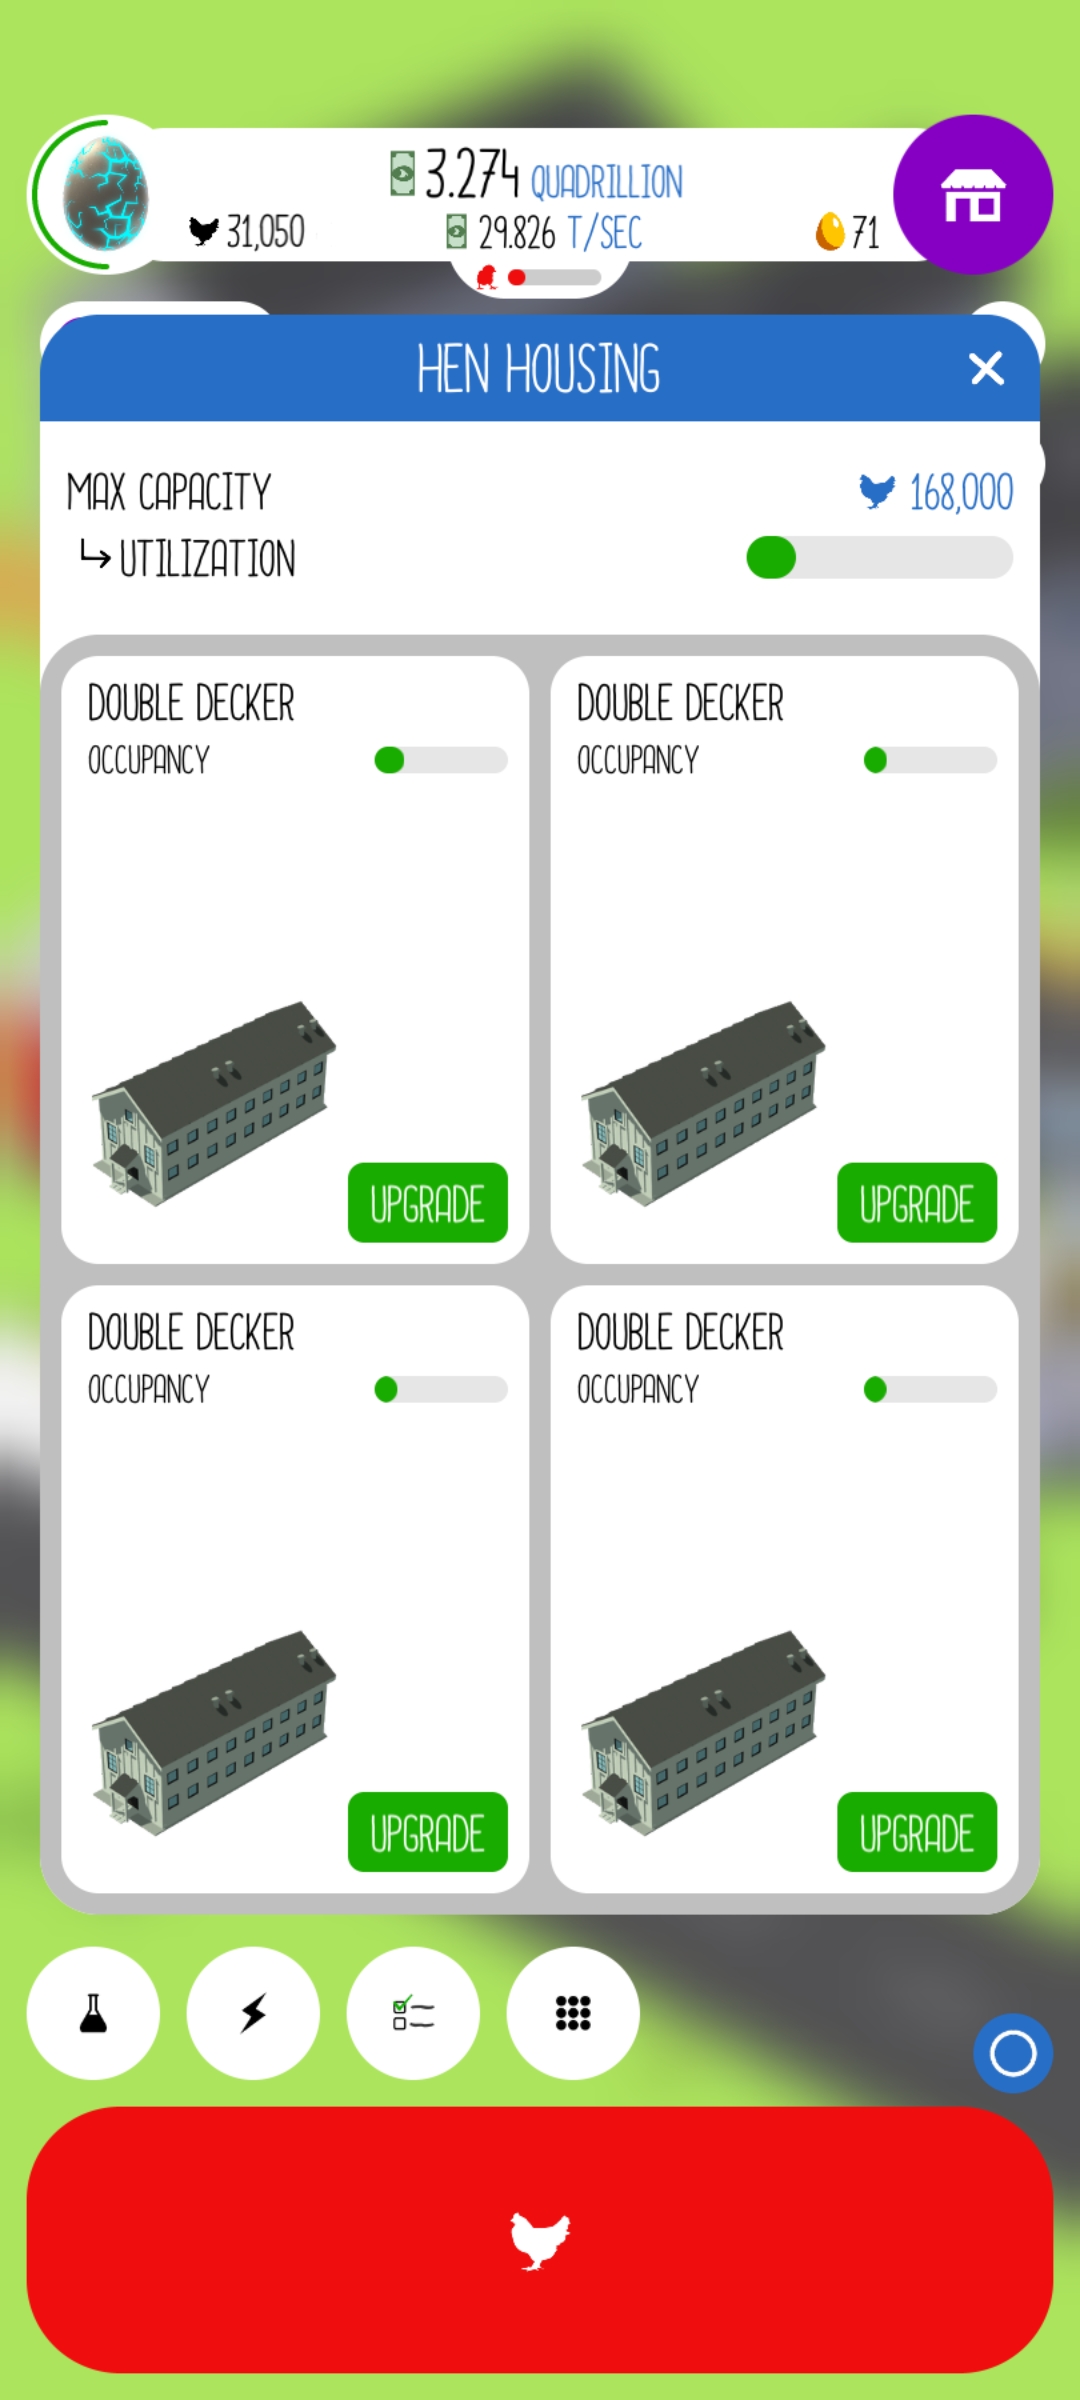 3.274 QUADRILLION
31,050
29.826 T/SEC
71
HEN HOUSING
MAX CAPACITY
168,000
UTILIZATION
DOUBLE DECKER
OCCUPANCY
UPGRADE
DOUBLE DECKER
OCCUPANCY
UPGRADE
DOUBLE DECKER
OCCUPANCY
UPGRADE
DOUBLE DECKER
OCCUPANCY
UPGRADE